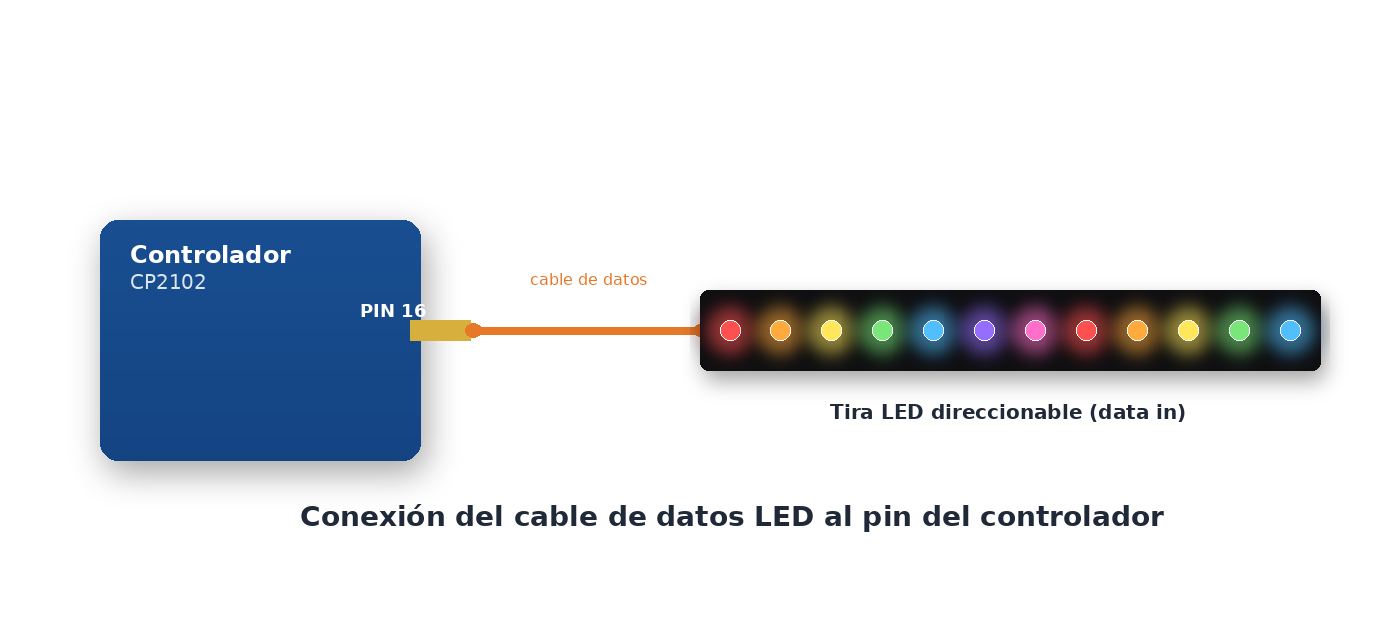 Controlador
CP2102
PIN 16
cable de datos
Tira LED direccionable (data in)
Conexión del cable de datos LED al pin del controlador